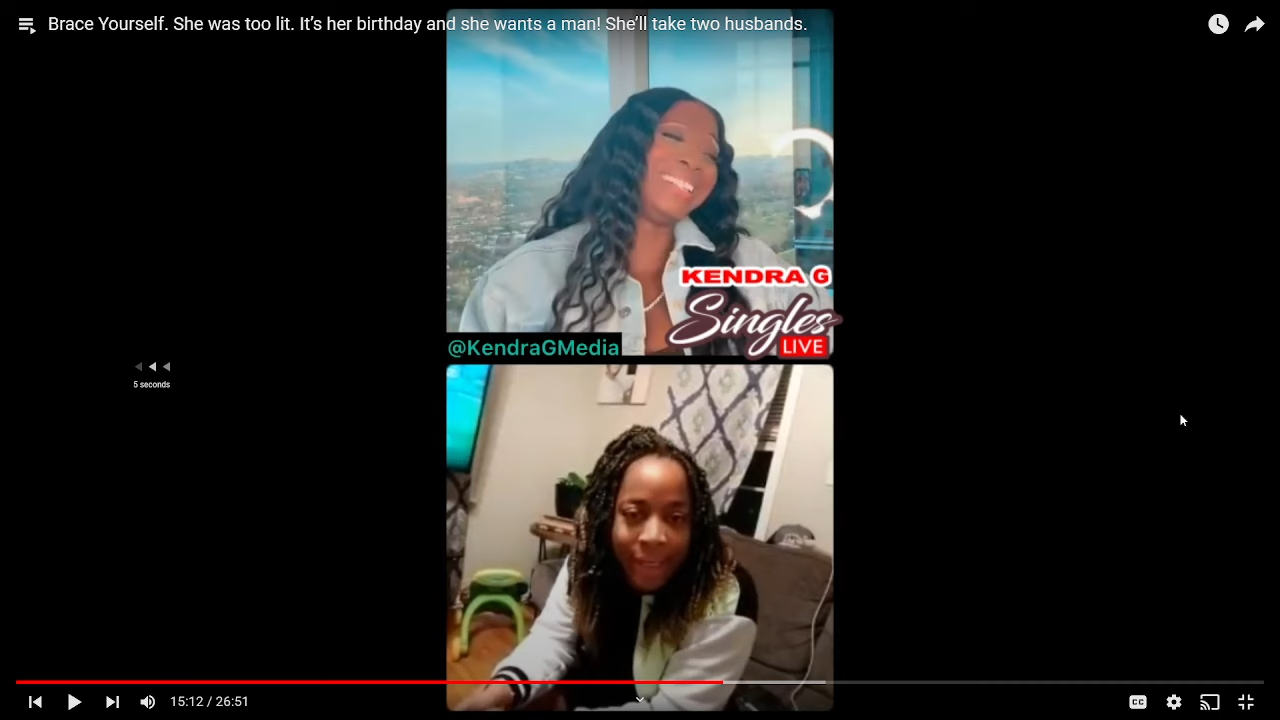 Brace Yourself. She was too lit. It’s her birthday and she wants a man! She’ll take two husbands.
KENDRA G
Singles
LIVE
@KendraGMedia
5 seconds
15:12 / 26:51
CC